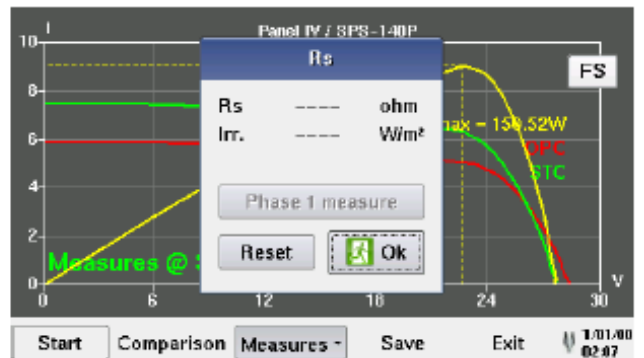 I
Panel IV / SPS-140P
10
8
6
4
2
0
Rs
FS
Rs ---- ohm
Irr. ---- W/m²
Phase 1 measure
Reset
Ok
max = 150.52W
OPC
STC
Measures @
V
0 6 12 18 24 30
Start Comparison Measures Save Exit
1/01/00
02:07